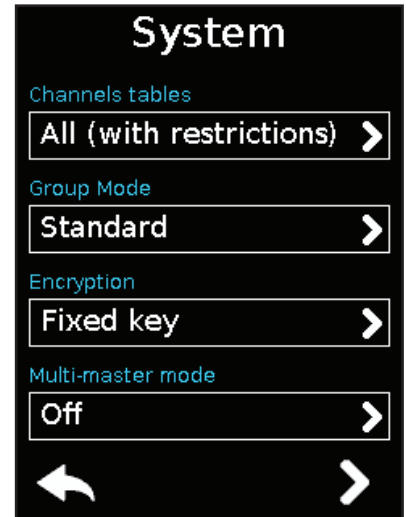 System
Channels tables
All (with restrictions)
Group Mode
Standard
Encryption
Fixed key
Multi-master mode
Off